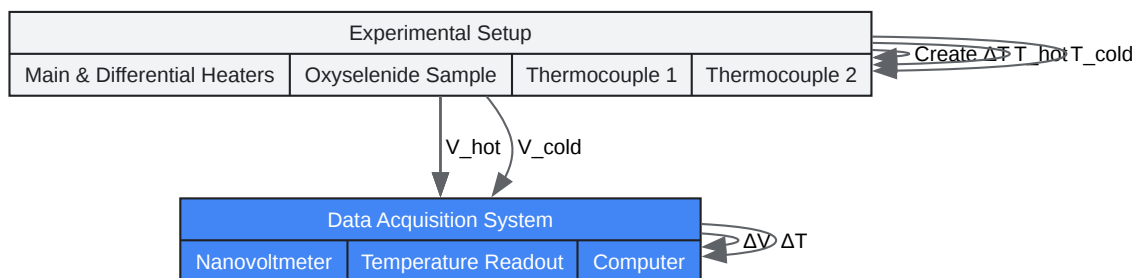 Experimental Setup
Main & Differential Heaters Oxyselenide Sample Thermocouple 1 Thermocouple 2
Create ΔT T_hot T_cold
V_hot V_cold
Data Acquisition System
Nanovoltmeter Temperature Readout Computer
ΔV ΔT